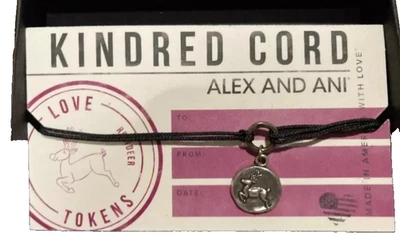 KINDRED CORD
ALEX AND ANI
LOVE
REINDEER
TOKENS
TO:
FROM:
DATE:
MADE IN AMERICA WITH LOVE